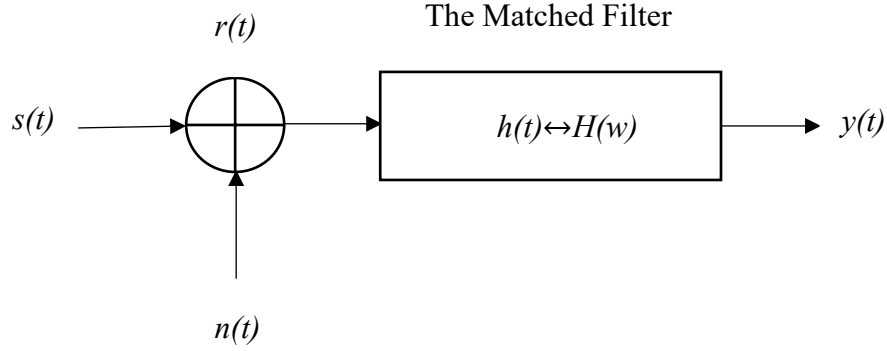 The Matched Filter
r(t)
s(t)
h(t)↔H(w)
y(t)
n(t)